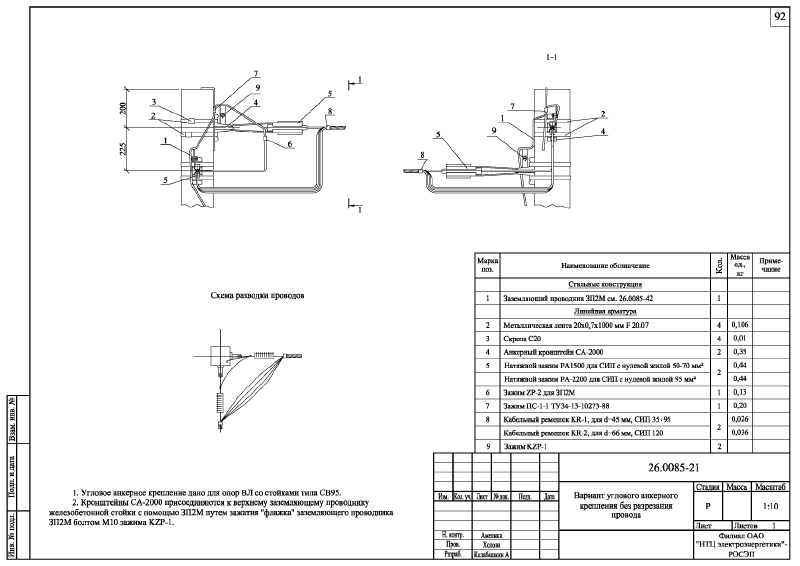 92
1-1
7
9
4
5
1
8
3
2
200
225
1
5
6
1
7
1
2
9
4
5
8
Схема разводки проводов
Марка поз.
Наименование обозначение
Кол.
Масса ед., кг
Примечание
Стальные конструкции
1 Заземляющий проводник ЗП2М см. 26.0085-42 1
Линейная арматура
2 Металлическая лента 20х0,7х1000 мм F 20.07 4 0,106
3 Скрепа С20 4 0,01
4 Анкерный кронштейн СА-2000 2 0,35
5 Натяжной зажим РА1500 для СИП с нулевой жилой 50-70 мм² 2 0,44
Натяжной зажим РА-2200 для СИП с нулевой жилой 95 мм² 0,44
6 Зажим ZP-2 для ЗП2М 1 0,13
7 Зажим ПС-1-1 ТУ34-13-10273-88 1 0,20
8 Кабельный ремешок KR-1, для d=45 мм, СИП 35÷95 2 0,026
Кабельный ремешок KR-2, для d=66 мм, СИП 120 0,036
9 Зажим KZP-1 2
1. Угловое анкерное крепление дано для опор ВЛ со стойками типа СВ95.
2. Кронштейны СА-2000 присоединяются к верхнему заземляющему проводнику
железобетонной стойки с помощью ЗП2М путем зажатия "флажка" заземляющего проводника
ЗП2М болтом М10 зажима KZP-1.
26.0085-21
Изм. Кол. уч Лист № док. Подп. Дата
Вариант углового анкерного
крепления без разрезания
провода
Стадия Масса Масштаб
Р 1:10
Лист Листов 1
Н. контр. Амелина
Пров. Холова
Разраб. Калабашкин А
Филиал ОАО
"НТЦ электроэнергетики"-
РОСЭП
Взам. инв. №
Подп. и дата
Инв. № подл.